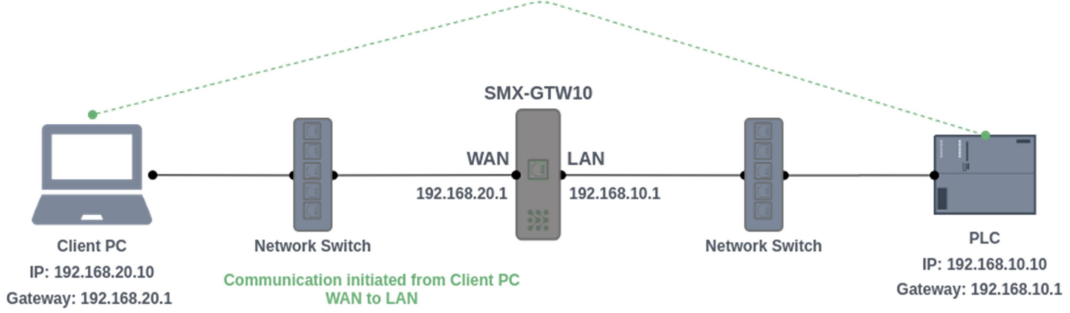 SMX-GTW10
WAN
LAN
192.168.20.1
192.168.10.1
Client PC
IP: 192.168.20.10
Gateway: 192.168.20.1
Network Switch
Communication initiated from Client PC
WAN to LAN
Network Switch
PLC
IP: 192.168.10.10
Gateway: 192.168.10.1